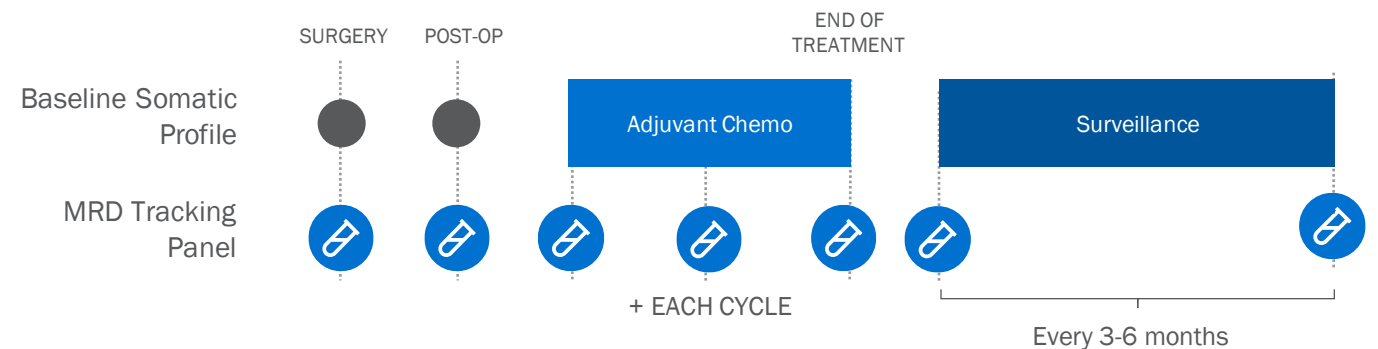 SURGERY
POST-OP
END OF
TREATMENT
Baseline Somatic
Profile
Adjuvant Chemo
Surveillance
MRD Tracking
Panel
+ EACH CYCLE
Every 3-6 months